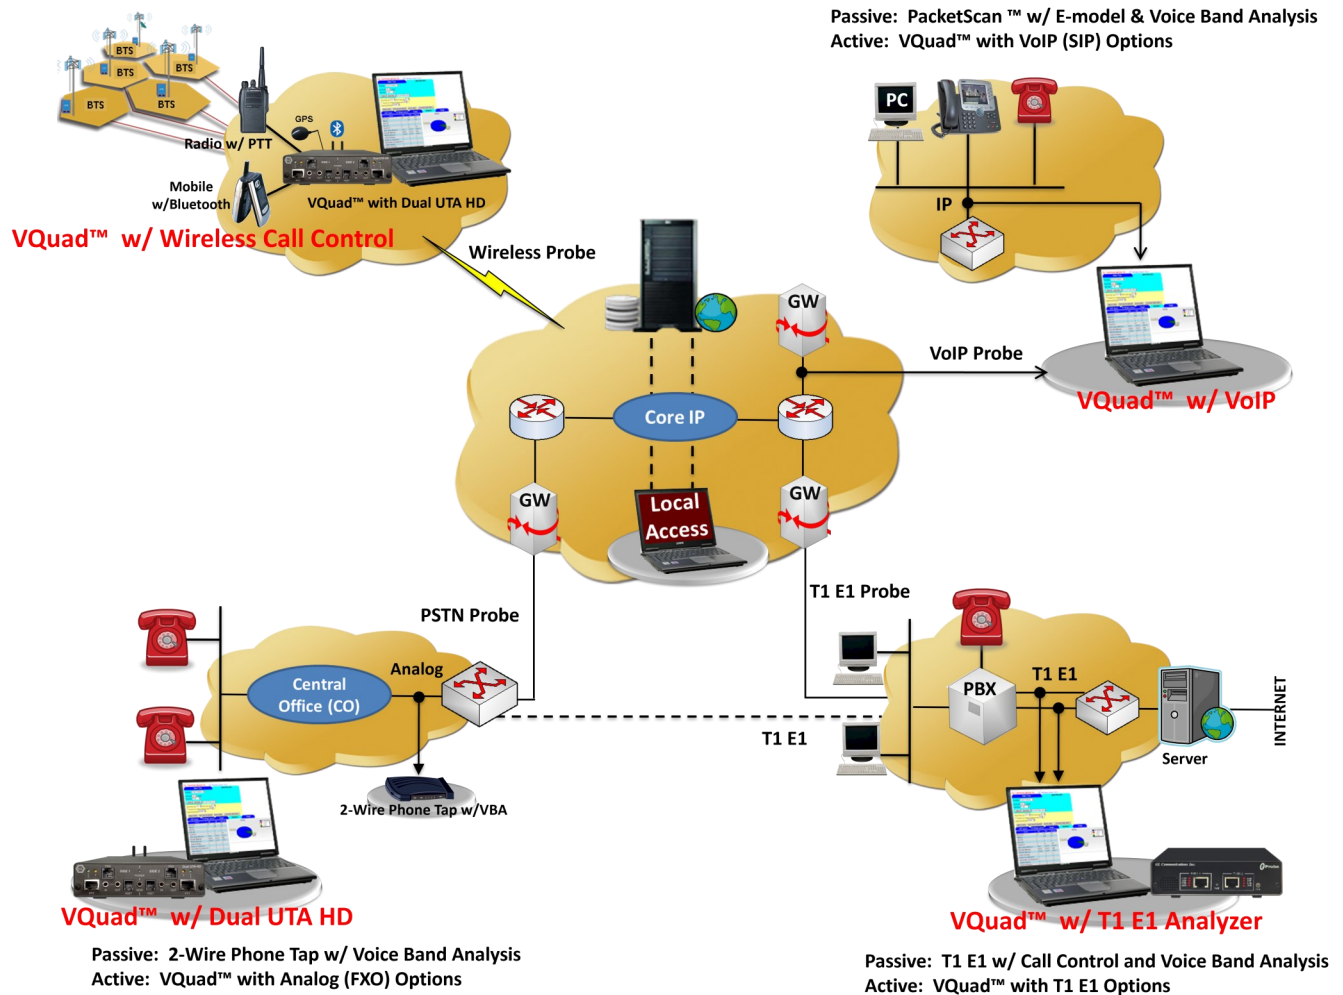 Passive: PacketScan ™ w/ E-model & Voice Band Analysis
Active: VQuad™ with VoIP (SIP) Options
BTS
BTS
BTS
BTS
BTS
GPS
Radio w/ PTT
Mobile
w/Bluetooth
VQuad™ with Dual UTA HD
VQuad™ w/ Wireless Call Control
Wireless Probe
PC
IP
GW
VoIP Probe
VQuad™ w/ VoIP
Core IP
GW
GW
Local
Access
T1 E1 Probe
PSTN Probe
Analog
Central
Office (CO)
T1 E1
PBX
T1 E1
INTERNET
Server
2-Wire Phone Tap w/VBA
VQuad™ w/ Dual UTA HD
VQuad™ w/ T1 E1 Analyzer
Passive: 2-Wire Phone Tap w/ Voice Band Analysis
Active: VQuad™ with Analog (FXO) Options
Passive: T1 E1 w/ Call Control and Voice Band Analysis
Active: VQuad™ with T1 E1 Options